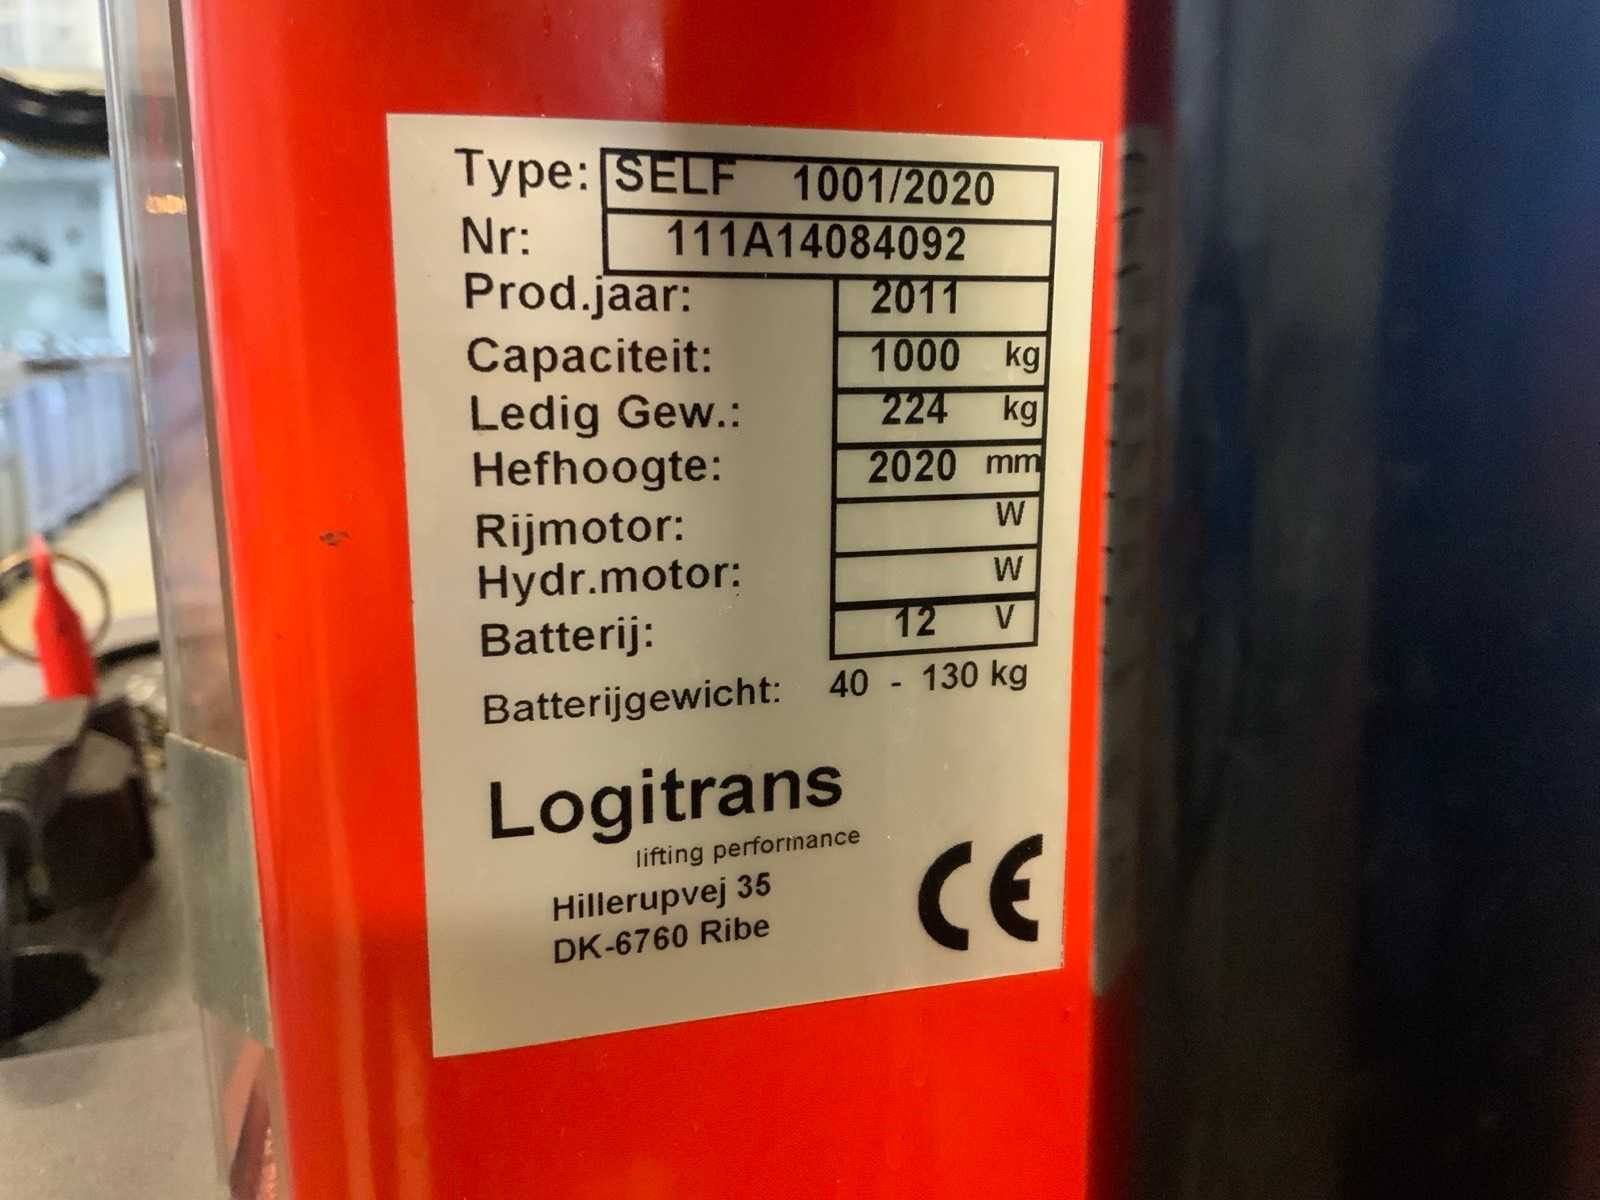 Type: SELF 1001/2020
Nr: 111A14084092
Prod.jaar: 2011
Capaciteit: 1000 kg
Ledig Gew.: 224 kg
Hefhoogte: 2020 mm
Rijmotor: W
Hydr.motor: W
Batterij: 12 V
Batterijgewicht: 40 - 130 kg
Logitrans
lifting performance
Hillerupvej 35
DK-6760 Ribe
CE